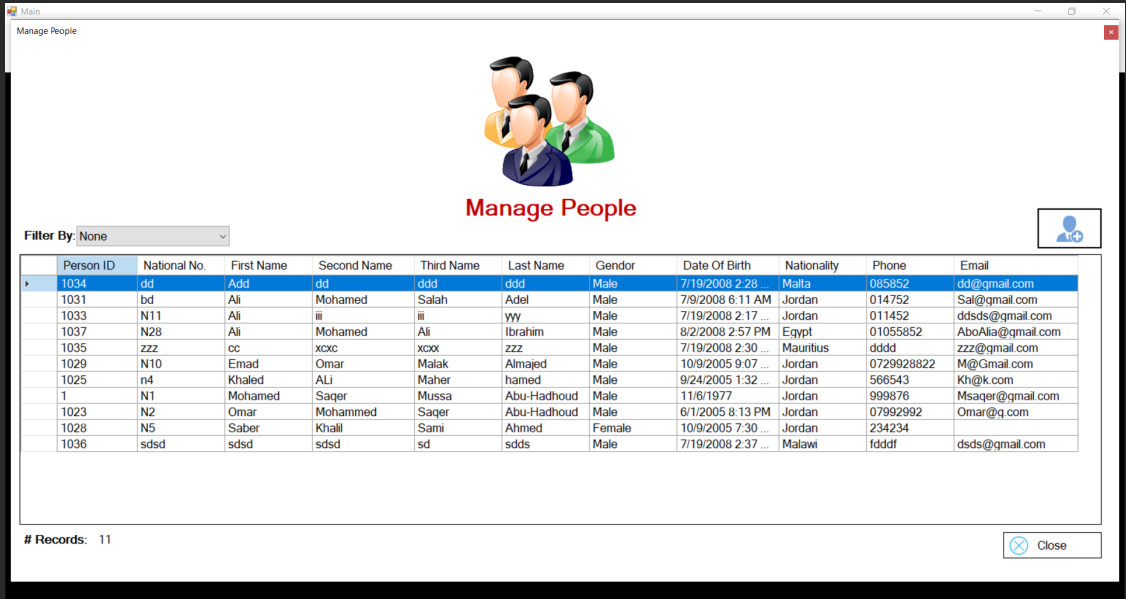 Main
Manage People
Manage People
Filter By: None
Person ID National No. First Name Second Name Third Name Last Name Gendor Date Of Birth Nationality Phone Email
1034 dd Add dd ddd ddd Male 7/19/2008 2:28 ... Malta 085852 dd@gmail.com
1031 bd Ali Mohamed Salah Adel Male 7/9/2008 6:11 AM Jordan 014752 Sal@gmail.com
1033 N11 Ali iii iii yyy Male 7/19/2008 2:17 ... Jordan 011452 ddsds@gmail.com
1037 N28 Ali Mohamed Ali Ibrahim Male 8/2/2008 2:57 PM Egypt 01055852 AboAlia@gmail.com
1035 zzz cc xcxc xcxx zzz Male 7/19/2008 2:30 ... Mauritius dddd zzz@gmail.com
1029 N10 Emad Omar Malak Almajed Male 10/9/2005 9:07 ... Jordan 0729928822 M@Gmail.com
1025 n4 Khaled ALi Maher hamed Male 9/24/2005 1:32 ... Jordan 566543 Kh@k.com
1 N1 Mohamed Saqer Mussa Abu-Hadhoud Male 11/6/1977 Jordan 999876 Msaqer@gmail.com
1023 N2 Omar Mohammed Saqer Abu-Hadhoud Male 6/1/2005 8:13 PM Jordan 07992992 Omar@g.com
1028 N5 Saber Khalil Sami Ahmed Female 10/9/2005 7:30 ... Jordan 234234
1036 sdsd sdsd sdsd sd sdds Male 7/19/2008 2:37 ... Malawi fdddf dsds@gmail.com
# Records: 11
Close